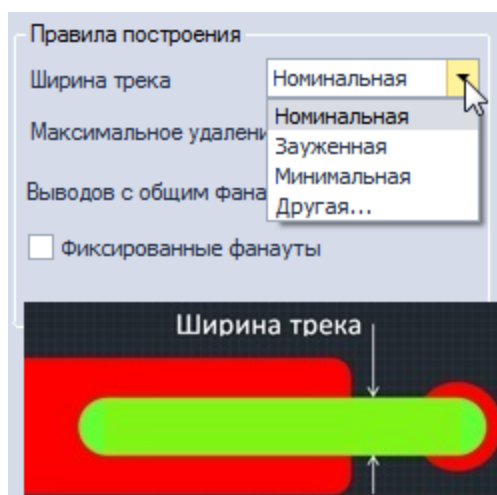 Правила построения
Ширина трека
Номинальная
Номинальная
Максимальное удалени
Зауженная
Минимальная
Выводов с общим фана
Другая...
Фиксированные фанауты
Ширина трека